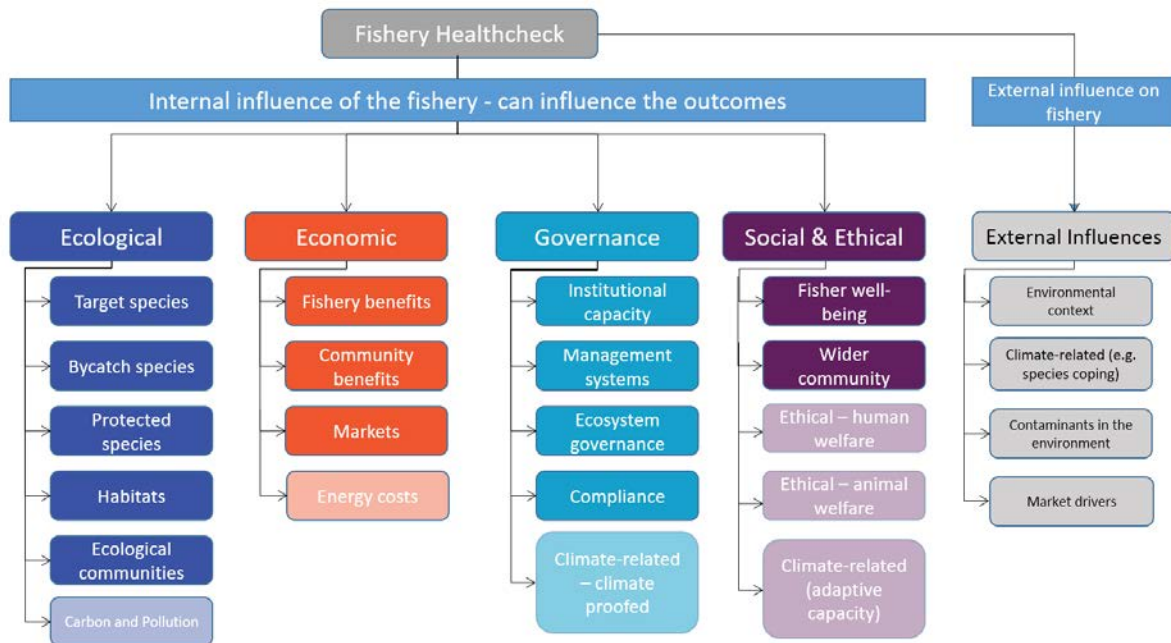 Fishery Healthcheck
Internal influence of the fishery - can influence the outcomes
External influence on
fishery
Ecological
Target species
Bycatch species
Protected
species
Habitats
Ecological
communities
Carbon and Pollution
Economic
Fishery benefits
Community
benefits
Markets
Energy costs
Governance
Institutional
capacity
Management
systems
Ecosystem
governance
Compliance
Climate-related
– climate
proofed
Social & Ethical
Fisher well-
being
Wider
community
Ethical – human
welfare
Ethical – animal
welfare
Climate-related
(adaptive
capacity)
External Influences
Environmental
context
Climate-related (e.g.
species coping)
Contaminants in the
environment
Market drivers